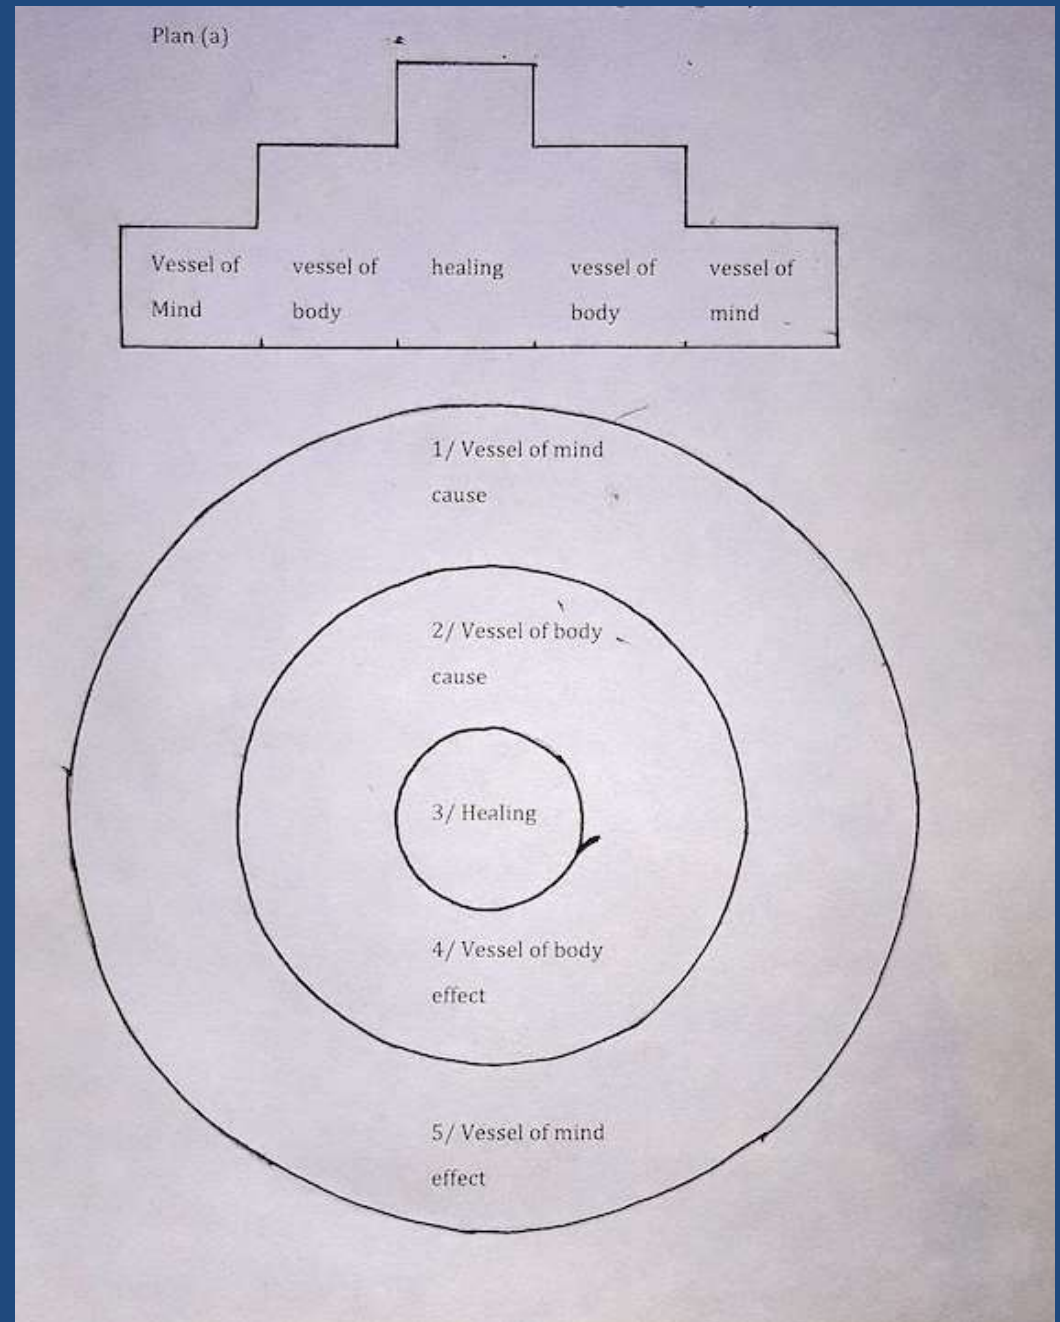 Plan (a)
Vessel of vessel of healing vessel of vessel of
Mind body body mind
1/ Vessel of mind
cause
2/ Vessel of body
cause
3/ Healing
4/ Vessel of body
effect
5/ Vessel of mind
effect